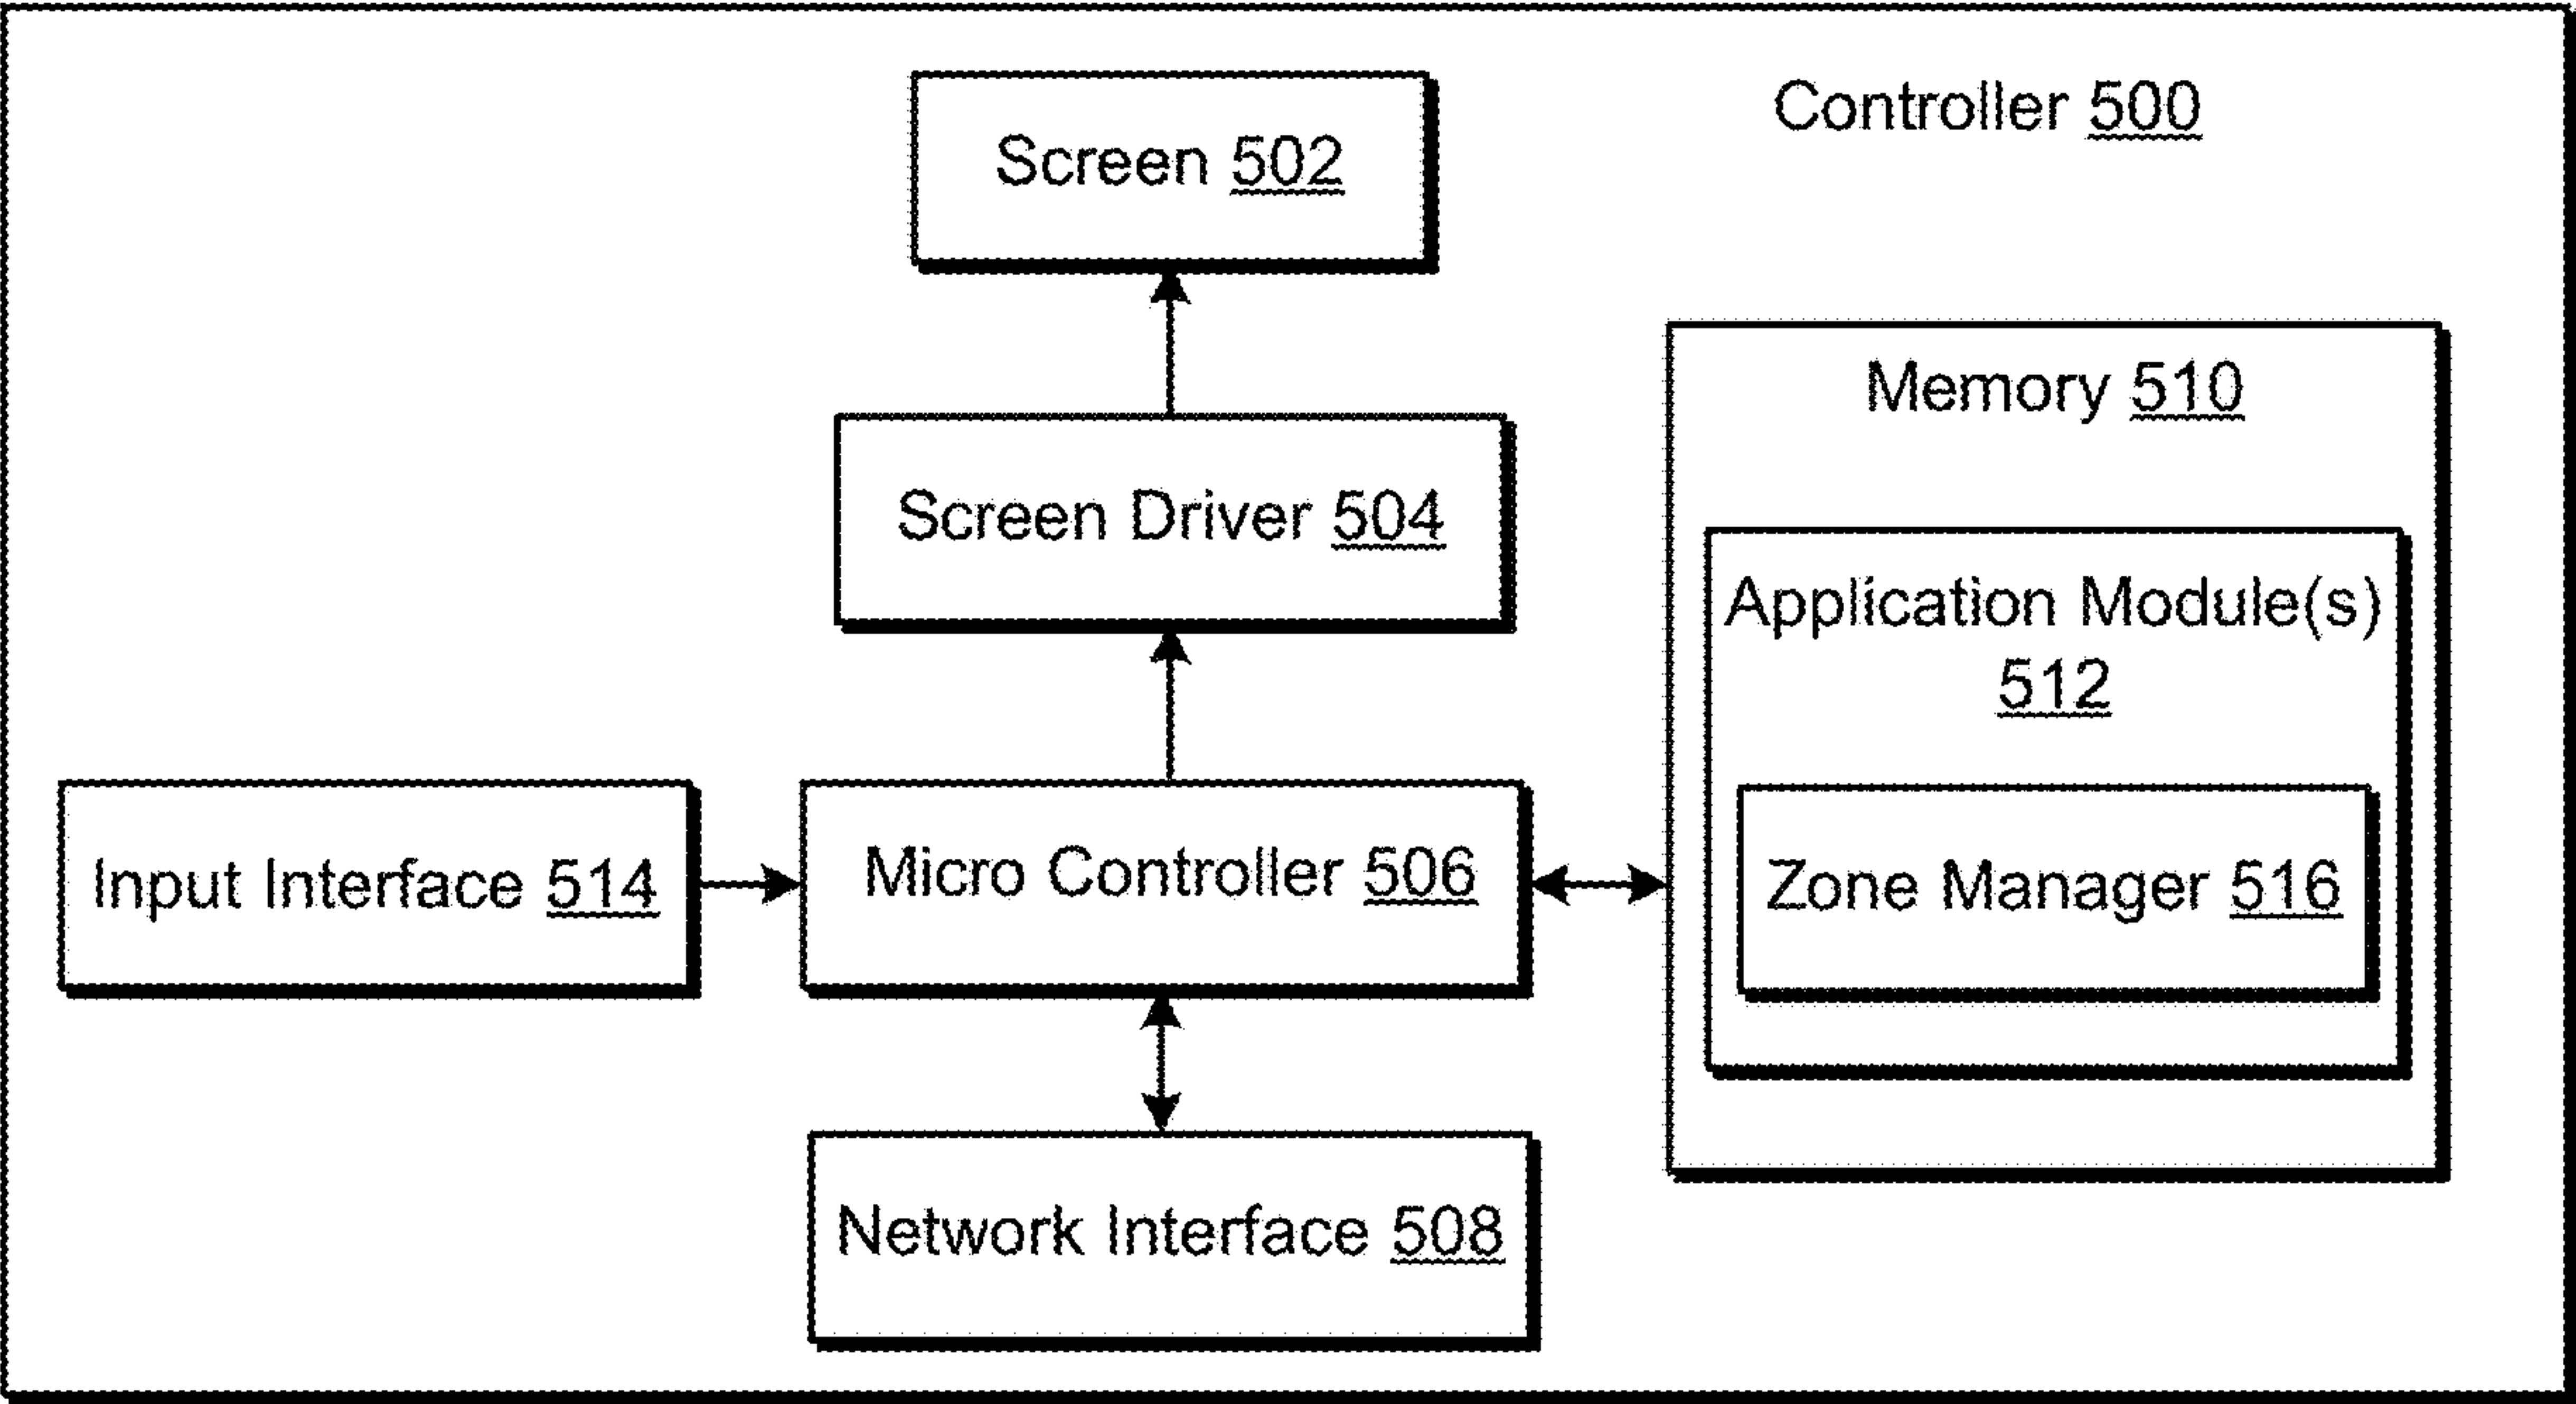 Controller 500
Screen 502
Memory 510
Screen Driver 504
Application Module(s)
512
Input Interface 514
Micro Controller 506
Zone Manager 516
Network Interface 508